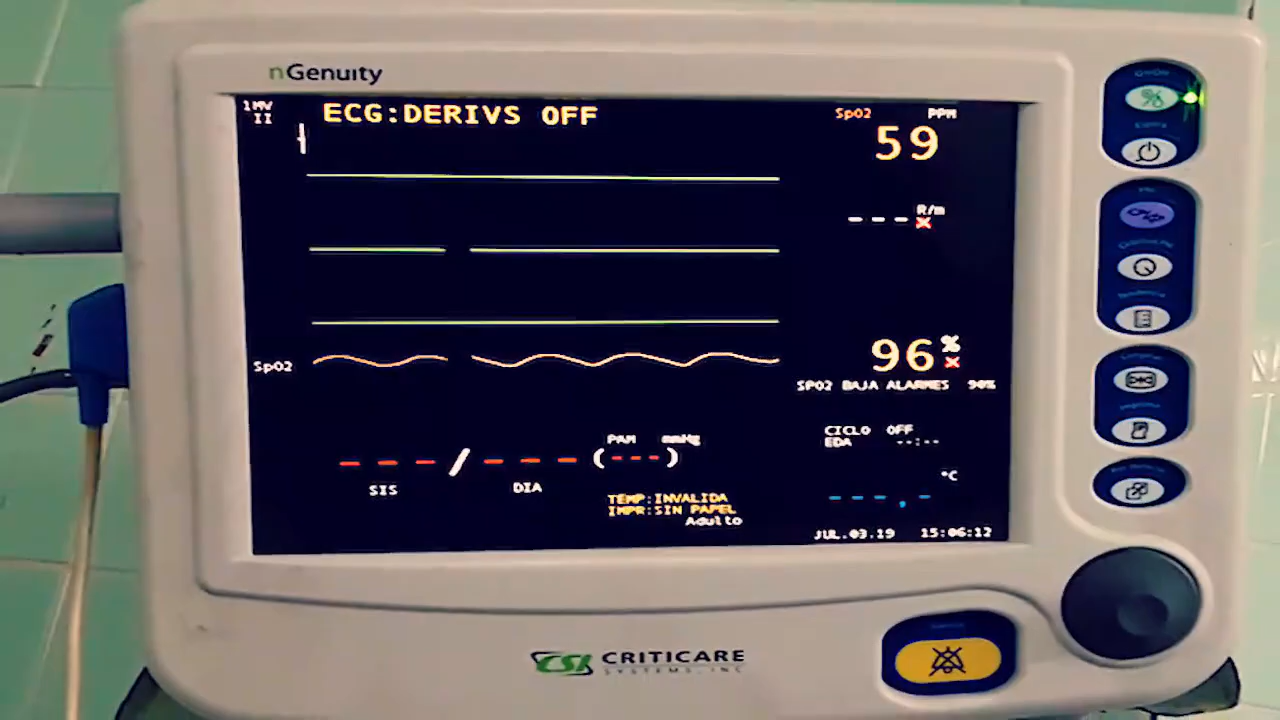 nGenuity
1MV
II
ECG:DERIVS OFF
SpO2 PPM
59
--- R/m
SpO2
96 %
SPO2 BAJA ALARMES 90%
CICLO OFF
EDA --:--
PAM mmHg
---/---(---)
SIS DIA
°C
---.-
TEMP:INVALIDA
IMPR:SIN PAPEL
Adulto
JUL.03.19 15:06:12
CSI CRITICARE
SYSTEMS, INC